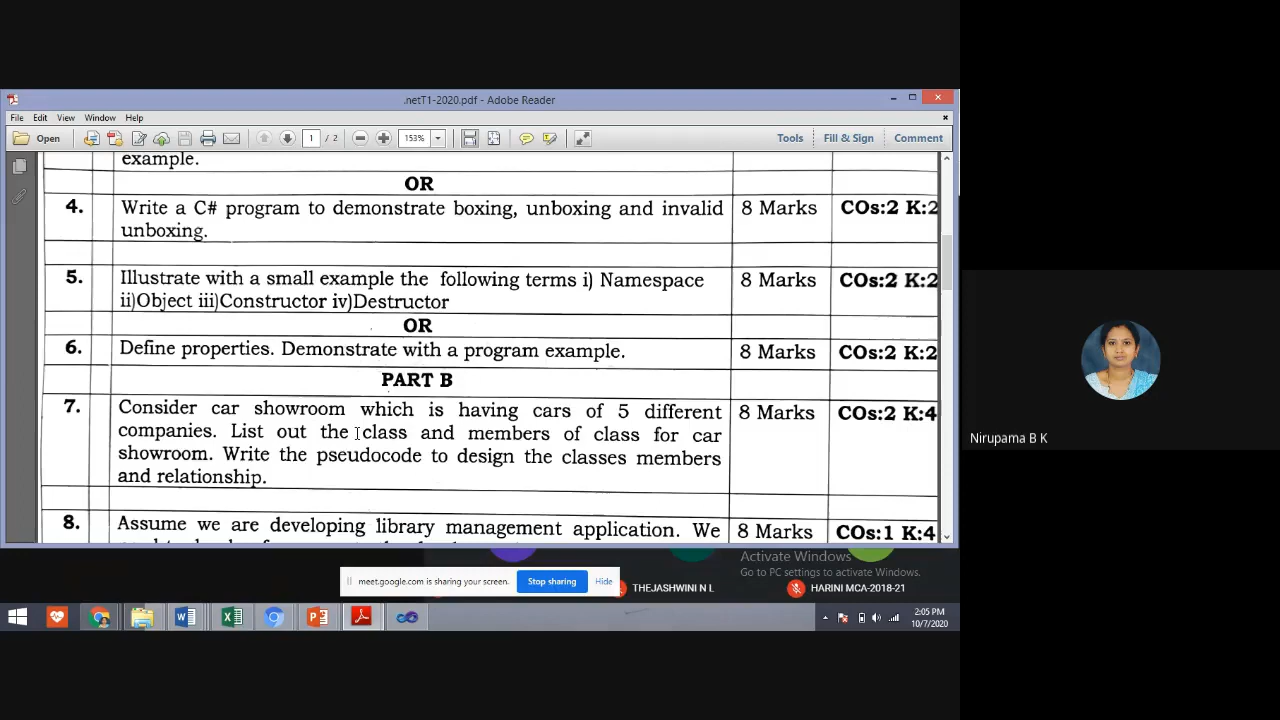 .netT1-2020.pdf - Adobe Reader
File Edit View Window Help
Open 1 / 2 153% Tools Fill & Sign Comment
example.
OR
4. Write a C# program to demonstrate boxing, unboxing and invalid 8 Marks COs:2 K:2
unboxing.
5. Illustrate with a small example the following terms i) Namespace 8 Marks COs:2 K:2
ii)Object iii)Constructor iv)Destructor
OR
6. Define properties. Demonstrate with a program example. 8 Marks COs:2 K:2
PART B
7. Consider car showroom which is having cars of 5 different 8 Marks COs:2 K:4
companies. List out the class and members of class for car
showroom. Write the pseudocode to design the classes members
and relationship.
8. Assume we are developing library management application. We 8 Marks COs:1 K:4
Nirupama B K
Activate Windows
Go to PC settings to activate Windows.
meet.google.com is sharing your screen. Stop sharing Hide
THEJASHWINI N L
HARINI MCA-2018-21
2:05 PM
10/7/2020